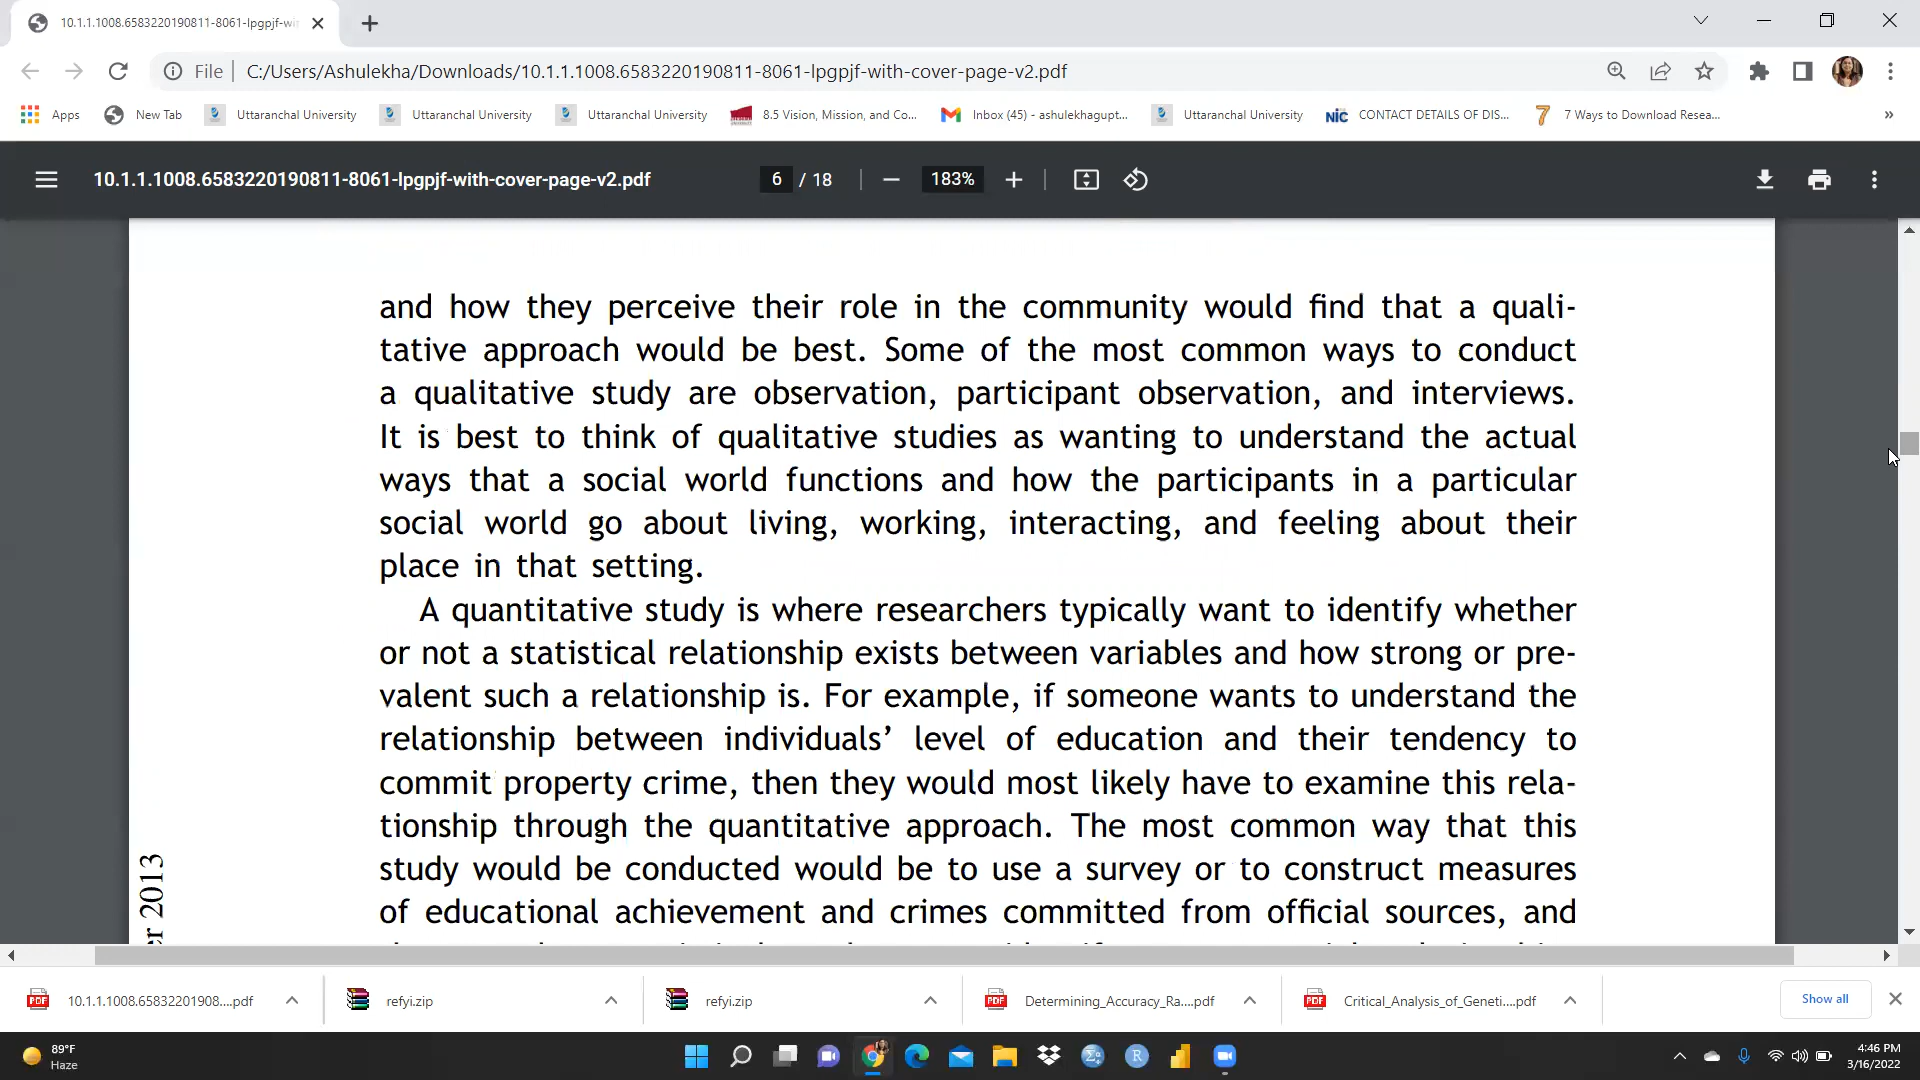 10.1.1.1008.6583220190811-8061-lpgpjf-wi
File
C:/Users/Ashulekha/Downloads/10.1.1.1008.6583220190811-8061-lpgpjf-with-cover-page-v2.pdf
Apps
New Tab
Uttaranchal University
Uttaranchal University
Uttaranchal University
8.5 Vision, Mission, and Co...
Inbox (45) - ashulekhagupt...
Uttaranchal University
NIC CONTACT DETAILS OF DIS...
7 Ways to Download Resea...
»
10.1.1.1008.6583220190811-8061-lpgpjf-with-cover-page-v2.pdf
6 / 18
183%
and how they perceive their role in the community would find that a quali-
tative approach would be best. Some of the most common ways to conduct
a qualitative study are observation, participant observation, and interviews.
It is best to think of qualitative studies as wanting to understand the actual
ways that a social world functions and how the participants in a particular
social world go about living, working, interacting, and feeling about their
place in that setting.
A quantitative study is where researchers typically want to identify whether
or not a statistical relationship exists between variables and how strong or pre-
valent such a relationship is. For example, if someone wants to understand the
relationship between individuals’ level of education and their tendency to
commit property crime, then they would most likely have to examine this rela-
tionship through the quantitative approach. The most common way that this
study would be conducted would be to use a survey or to construct measures
of educational achievement and crimes committed from official sources, and
er 2013
10.1.1.1008.65832201908....pdf
refyi.zip
refyi.zip
Determining_Accuracy_Ra....pdf
Critical_Analysis_of_Geneti....pdf
Show all
89°F
Haze
4:46 PM
3/16/2022